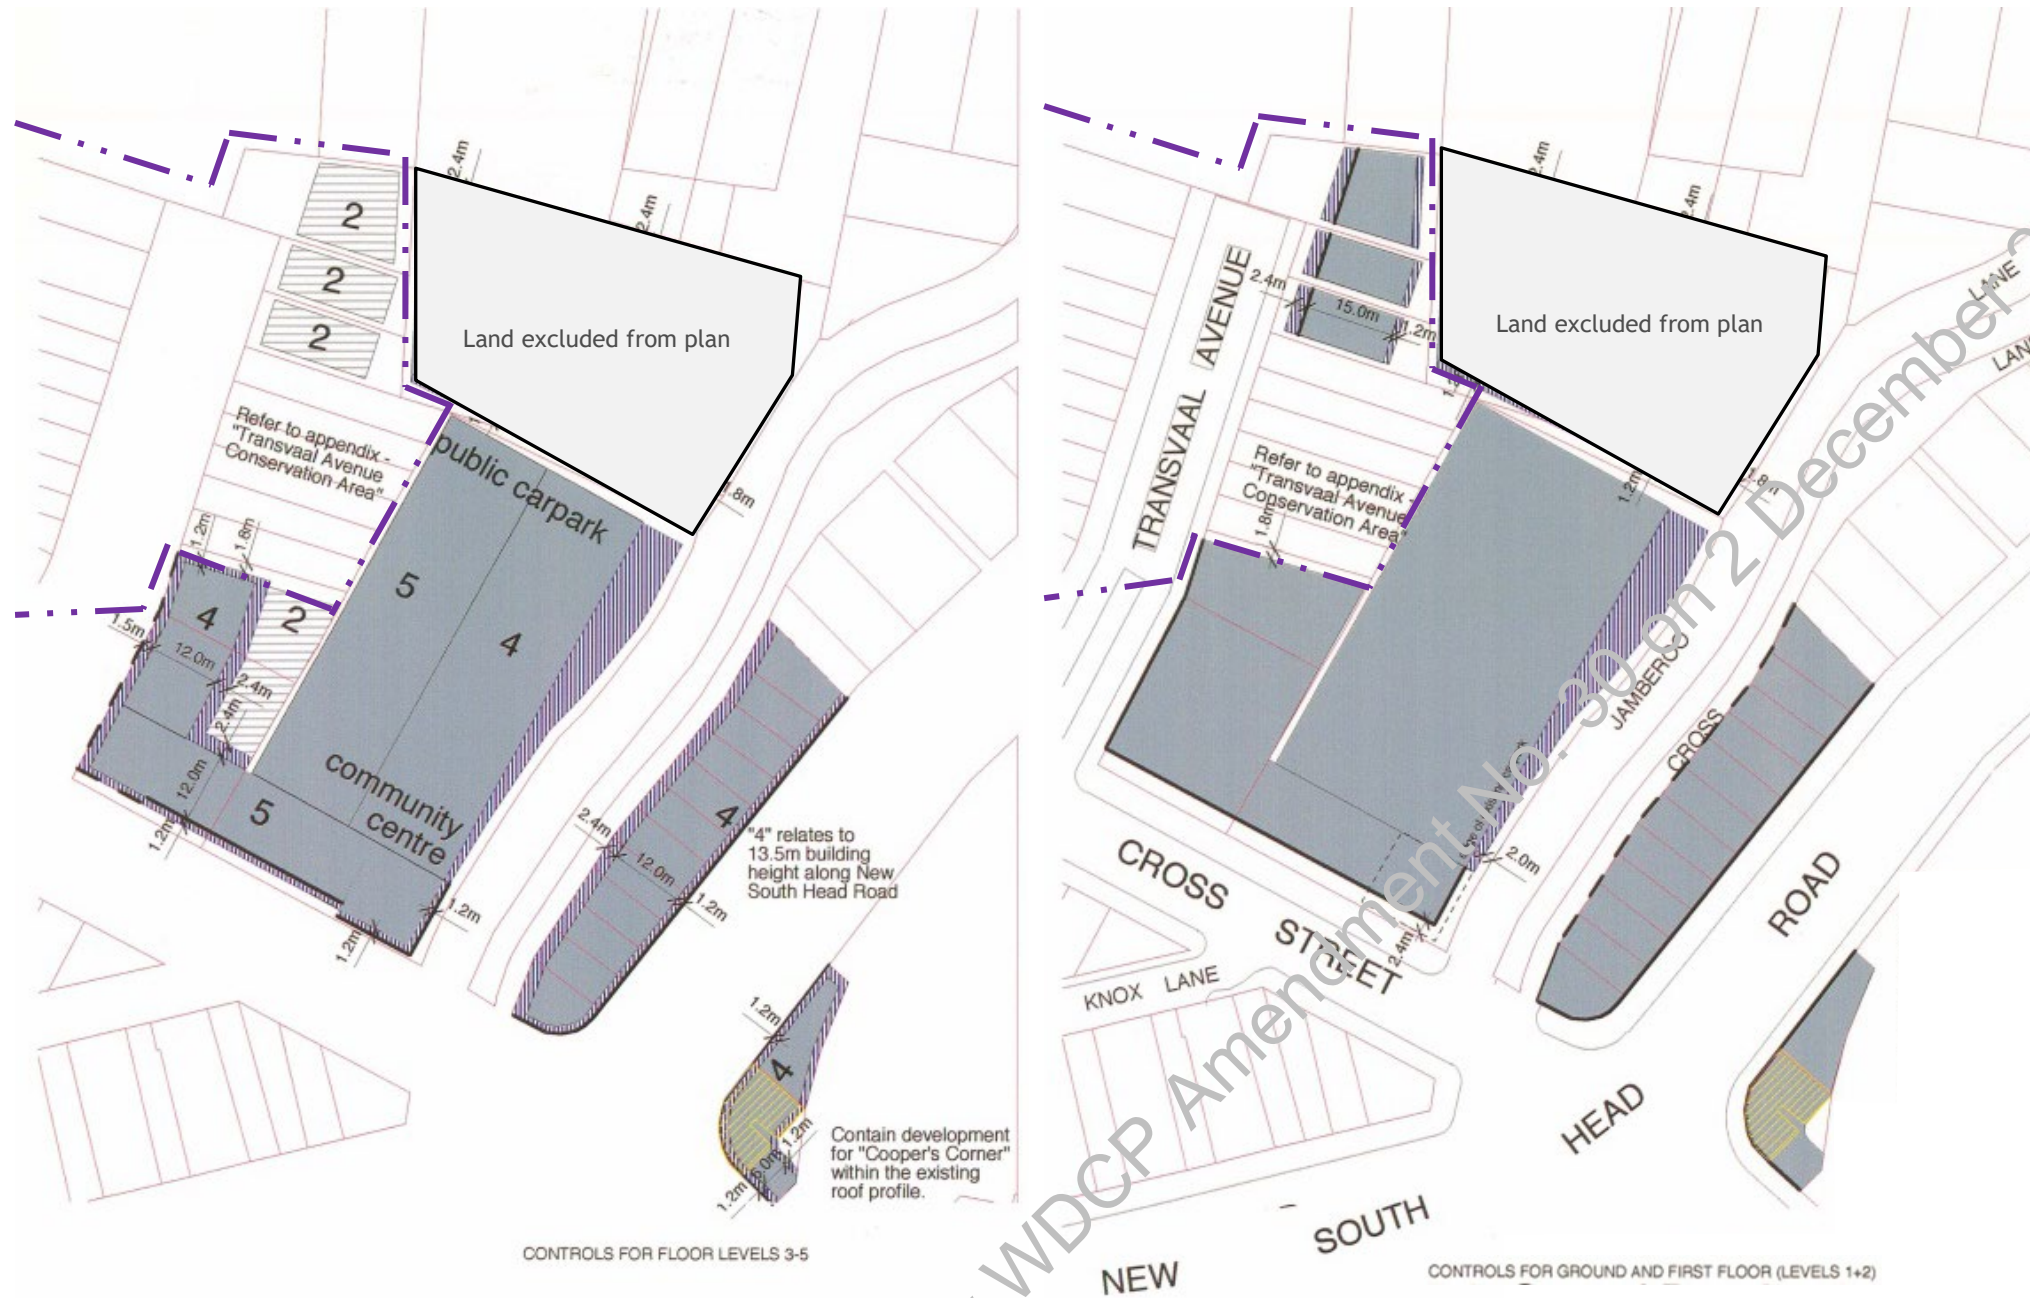 2.4m
2.4m
2
2
2
Land excluded from plan
Refer to appendix -
"Transvaal Avenue
Conservation Area"
public carpark
1.8m
1.2m
1.8m
5
4
4
2
1.5m
12.0m
2.4m
2.4m
12.0m
1.2m
5
community
centre
2.4m
12.0m
1.2m
4
"4" relates to
13.5m building
height along New
South Head Road
1.2m
1.2m
1.2m
4
1.2m
6.0m
1.2m
Contain development
for "Cooper's Corner"
within the existing
roof profile.
CONTROLS FOR FLOOR LEVELS 3-5
2.4m
2.4m
Land excluded from plan
2.4m
15.0m
1.2m
TRANSVAAL AVENUE
Refer to appendix -
"Transvaal Avenue
Conservation Area"
1.8m
1.2m
1.8m
LANE
LANE
JAMBEROO
CROSS
2.0m
2.4m
CROSS
STREET
KNOX LANE
ROAD
HEAD
SOUTH
NEW
WDCP Amendment No. 30 on 2 December
CONTROLS FOR GROUND AND FIRST FLOOR (LEVELS 1+2)